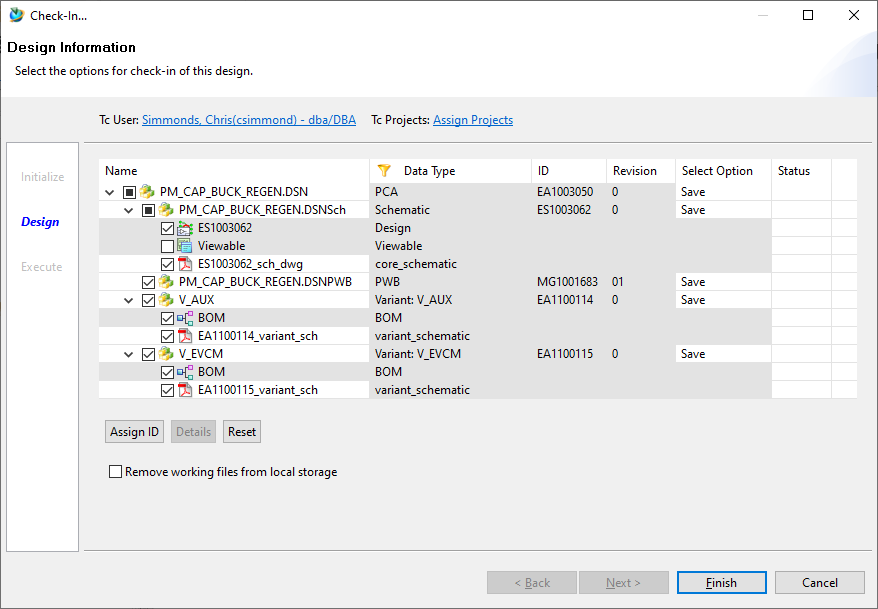 Check-In...
Design Information
Select the options for check-in of this design.
Tc User: Simmonds, Chris(csimmond) - dba/DBA Tc Projects: Assign Projects
Initialize
Design
Execute
Name Data Type ID Revision Select Option Status
PM_CAP_BUCK_REGEN.DSN PCA EA1003050 0 Save
PM_CAP_BUCK_REGEN.DSNSch Schematic ES1003062 0 Save
ES1003062 Design
Viewable Viewable
ES1003062_sch_dwg core_schematic
PM_CAP_BUCK_REGEN.DSNPWB PWB MG1001683 01 Save
V_AUX Variant: V_AUX EA1100114 0 Save
BOM BOM
EA1100114_variant_sch variant_schematic
V_EVCM Variant: V_EVCM EA1100115 0 Save
BOM BOM
EA1100115_variant_sch variant_schematic
Assign ID Details Reset
Remove working files from local storage
< Back Next > Finish Cancel